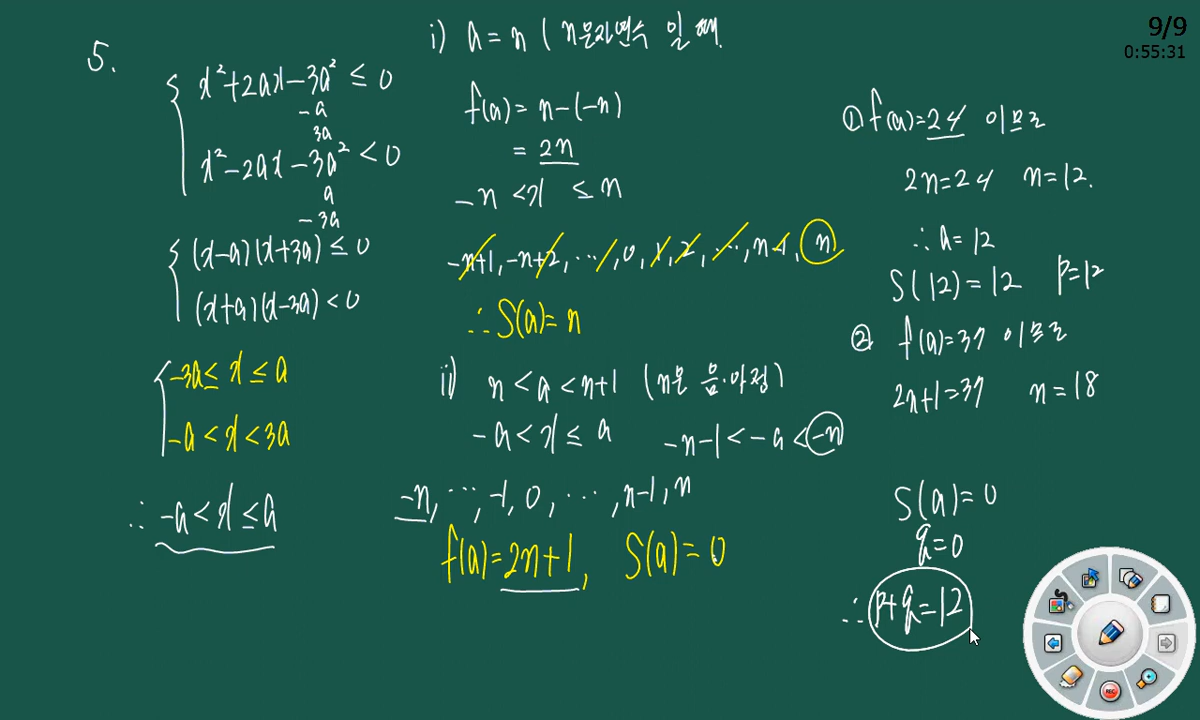 5.
x²+2ax-3a² ≤ 0
-a
3a
x²-2ax-3a² < 0
a
-3a
(x-a)(x+3a) ≤ 0
(x+a)(x-3a) < 0
-3a ≤ x ≤ a
-a < x < 3a
∴ -a < x ≤ a
i) a = n ( n은 자연수 일 때
f(a) = n-(-n)
= 2n
-n < x ≤ n
-n+1, -n+2, ⋯, 0, 1, 2, ⋯, n-1, n
∴ S(a) = n
ii) n < a < n+1 (n은 음·아정)
-a < x ≤ a -n-1 < -a < -n
-n, ⋯, -1, 0, ⋯, n-1, n
f(a) = 2n+1, S(a) = 0
① f(a)=24 이므로
2n=24 n=12.
∴ a = 12
S(12) = 12 p=12
② f(a)=37 이므로
2n+1=37 n=18
S(a) = 0
q=0
∴ p+q=12
9/9
0:55:31
REC